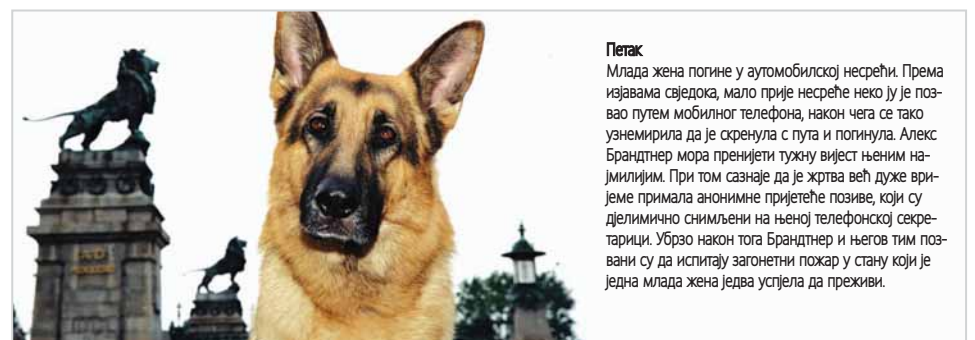 Петак
Млада жена погине у аутомобилској несрећи. Према
изјавама свједока, мало прије несреће неко ју је поз-
вао путем мобилног телефона, након чега се тако
узнемирила да је скренула с пута и погинула. Алекс
Брандтнер мора пренијети тужну вијест њеним на-
јмилијим. При том сазнаје да је жртва већ дуже ври-
јеме примала анонимне пријетеће позиве, који су
дјелимично снимљени на њеној телефонској секре-
тарици. Убрзо након тога Брандтнер и његов тим поз-
вани су да испитају загонетни пожар у стану који је
једна млада жена једва успјела да преживи.